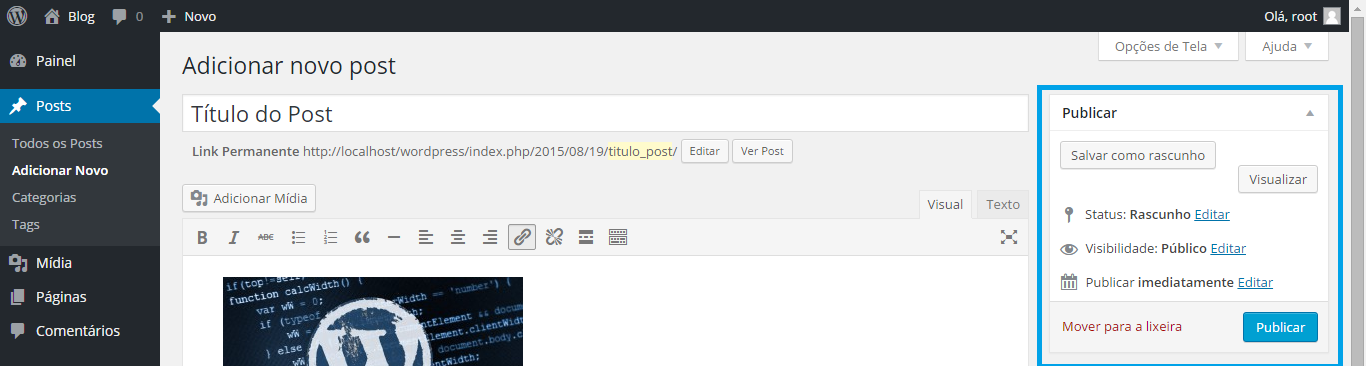 Blog 0 Novo Olá, root
Opções de Tela Ajuda
Painel
Posts
Todos os Posts
Adicionar Novo
Categorias
Tags
Mídia
Páginas
Comentários
Adicionar novo post
Título do Post
Link Permanente http://localhost/wordpress/index.php/2015/08/19/titulo_post/ Editar Ver Post
Adicionar Mídia Visual Texto
B I ABC
if(top!=self)
function calcWidth() {
var wW = 0;
if (typeof
wW =
} else
Width == 'number') {
entElement && docum
lement.clientWidt
document.body.c
entWidth;
Publicar
Salvar como rascunho
Visualizar
Status: Rascunho Editar
Visibilidade: Público Editar
Publicar imediatamente Editar
Mover para a lixeira Publicar